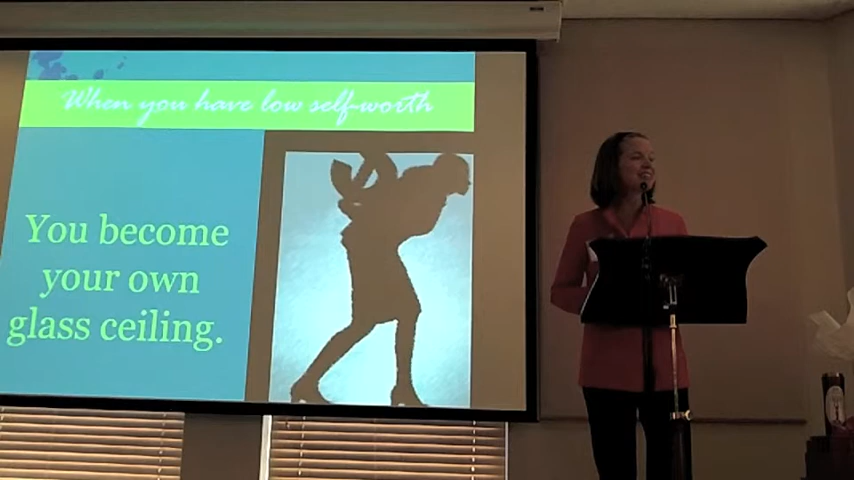 When you have low self-worth
You become
your own
glass ceiling.